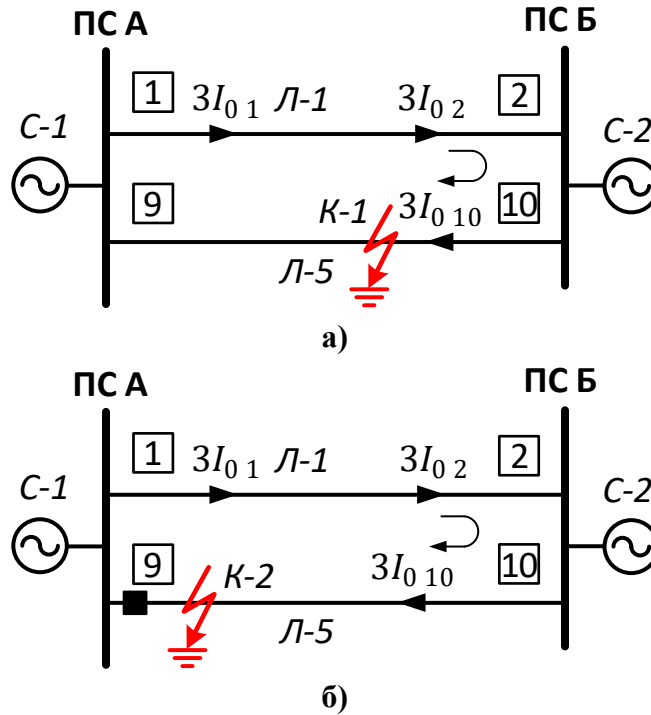 ПС А ПС Б
1 3I0 1 Л-1 3I0 2 2
С-1 С-2
9 К-1 3I0 10 10
Л-5
а)
ПС А ПС Б
1 3I0 1 Л-1 3I0 2 2
С-1 С-2
9 К-2 3I0 10 10
Л-5
б)